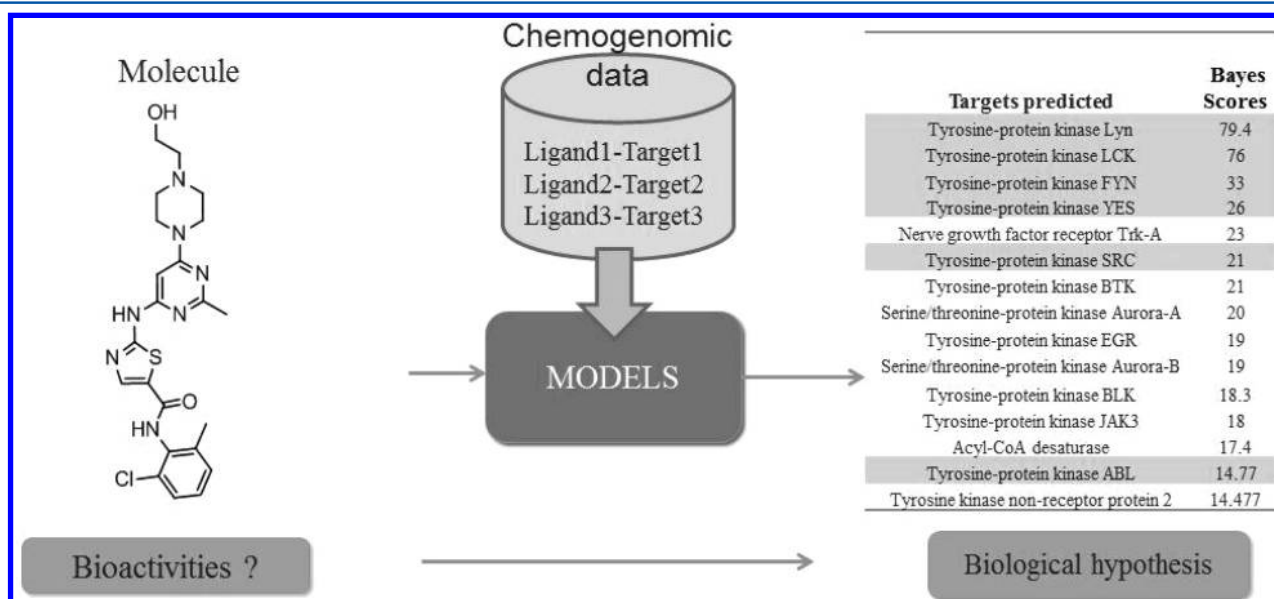 Molecule
OH
N
N
N
N
HN
N
S
O
HN
Cl
Bioactivities ?
Chemogenomic
data
Ligand1-Target1
Ligand2-Target2
Ligand3-Target3
MODELS
Targets predicted Bayes Scores
Tyrosine-protein kinase Lyn 79.4
Tyrosine-protein kinase LCK 76
Tyrosine-protein kinase FYN 33
Tyrosine-protein kinase YES 26
Nerve growth factor receptor Trk-A 23
Tyrosine-protein kinase SRC 21
Tyrosine-protein kinase BTK 21
Serine/threonine-protein kinase Aurora-A 20
Tyrosine-protein kinase EGR 19
Serine/threonine-protein kinase Aurora-B 19
Tyrosine-protein kinase BLK 18.3
Tyrosine-protein kinase JAK3 18
Acyl-CoA desaturase 17.4
Tyrosine-protein kinase ABL 14.77
Tyrosine kinase non-receptor protein 2 14.477
Biological hypothesis